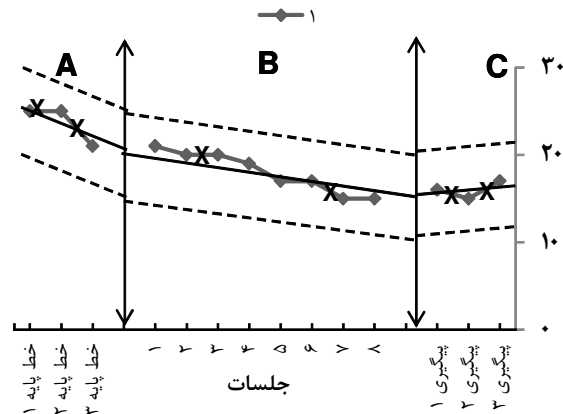 ۱
A
B
C
۳۰
۲۰
۱۰
۰
X
X
X
X
X
X
خط پایه ۱
خط پایه ۲
خط پایه ۳
۱
۲
۳
۴
۵
۶
۷
۸
پیگیری ۱
پیگیری ۲
پیگیری ۳
جلسات